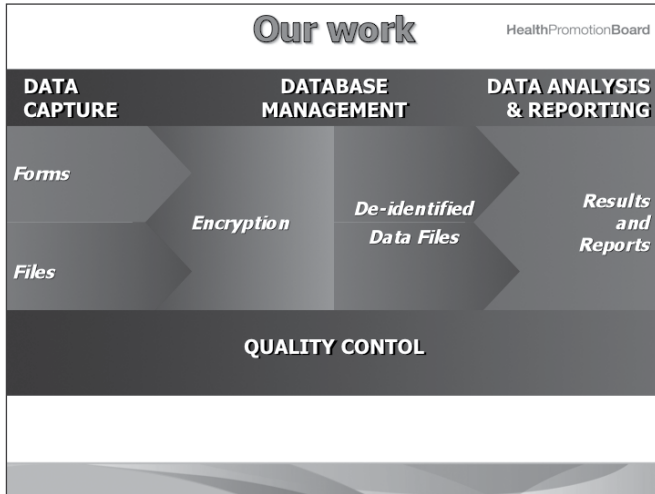 Our work
HealthPromotionBoard
DATA
CAPTURE
DATABASE
MANAGEMENT
DATA ANALYSIS
& REPORTING
Forms
Files
Encryption
De-identified
Data Files
Results
and
Reports
QUALITY CONTOL